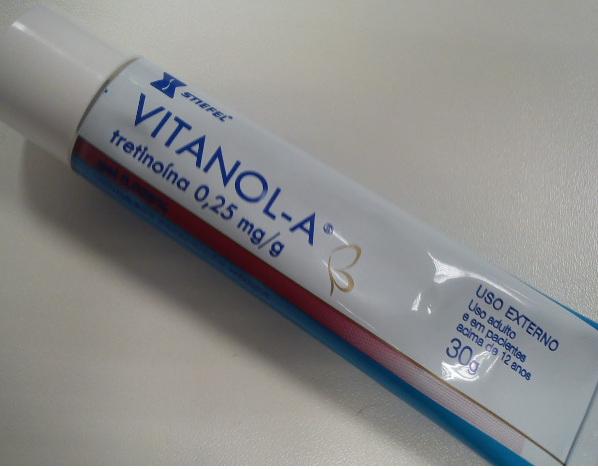 STIEFEL®
VITANOL-A®
tretinoína 0,25 mg/g
USO EXTERNO
Uso adulto
e em pacientes
acima de 12 anos
30g